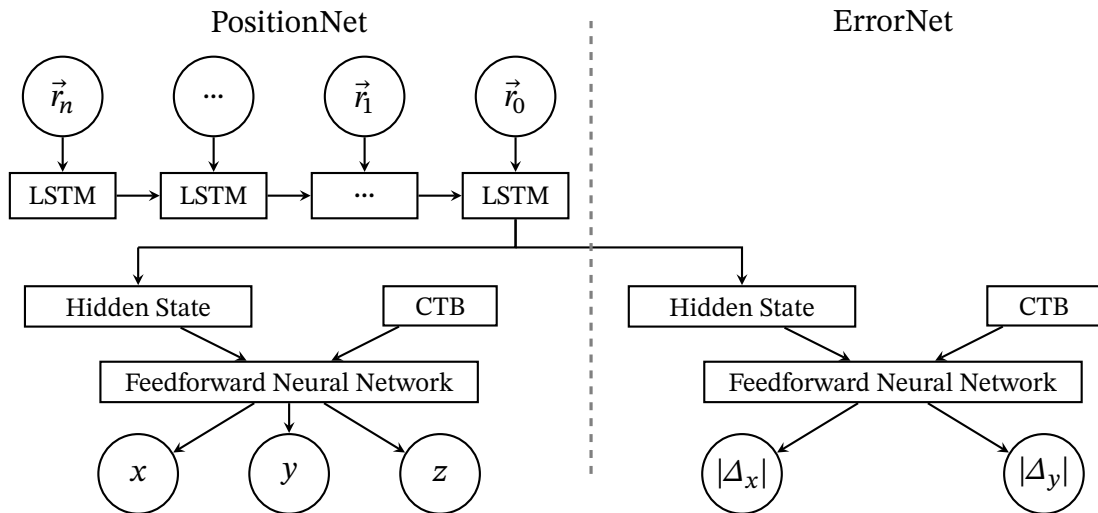 PositionNet
ErrorNet
r⃗ₙ
···
r⃗₁
r⃗₀
LSTM
LSTM
···
LSTM
Hidden State
CTB
Hidden State
CTB
Feedforward Neural Network
Feedforward Neural Network
x
y
z
|Δₓ|
|Δᵧ|